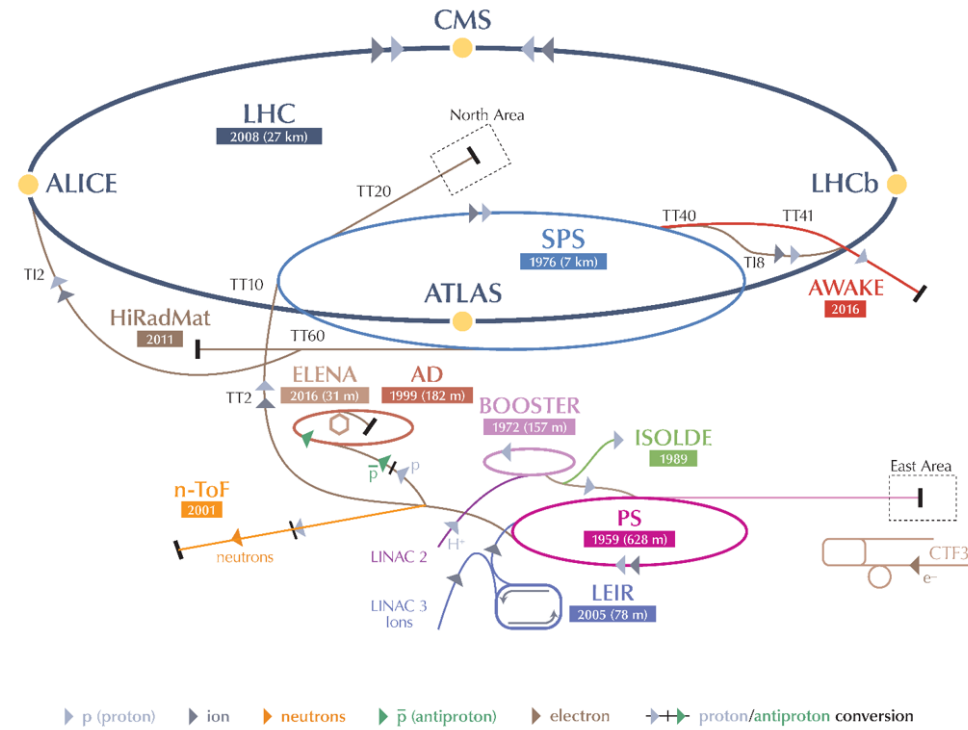 CMS
LHC
2008 (27 km)
North Area
ALICE
LHCb
TT20
TT40
TT41
SPS
1976 (7 km)
TI8
TI2
TT10
ATLAS
AWAKE
2016
HiRadMat
2011
TT60
ELENA
2016 (31 m)
AD
1999 (182 m)
TT2
BOOSTER
1972 (157 m)
ISOLDE
1989
p̅
p
East Area
n-ToF
2001
neutrons
PS
1959 (628 m)
LINAC 2
H⁺
CTF3
e⁻
LINAC 3
Ions
LEIR
2005 (78 m)
p (proton)
ion
neutrons
p̅ (antiproton)
electron
proton/antiproton conversion